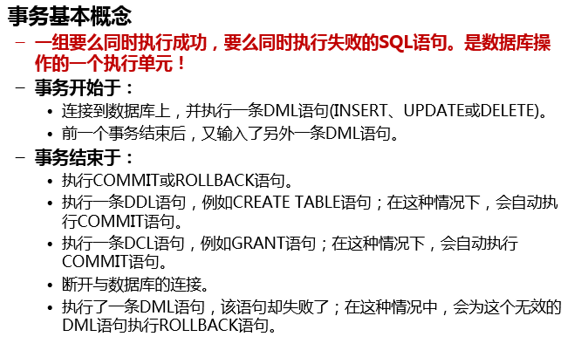 事务基本概念
– 一组要么同时执行成功，要么同时执行失败的SQL语句。是数据库操
作的一个执行单元！
– 事务开始于：
• 连接到数据库上，并执行一条DML语句(INSERT、UPDATE或DELETE)。
• 前一个事务结束后，又输入了另外一条DML语句。
– 事务结束于：
• 执行COMMIT或ROLLBACK语句。
• 执行一条DDL语句，例如CREATE TABLE语句；在这种情况下，会自动执
行COMMIT语句。
• 执行一条DCL语句，例如GRANT语句；在这种情况下，会自动执行
COMMIT语句。
• 断开与数据库的连接。
• 执行了一条DML语句，该语句却失败了；在这种情况中，会为这个无效的
DML语句执行ROLLBACK语句。